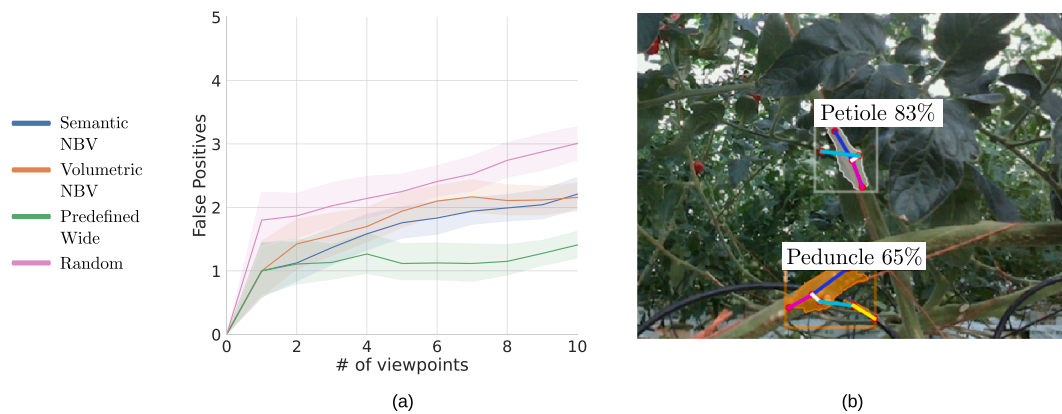 Semantic
NBV
Volumetric
NBV
Predefined
Wide
Random
False Positives
5
4
3
2
1
0
0 2 4 6 8 10
# of viewpoints
(a)
Petiole 83%
Peduncle 65%
(b)